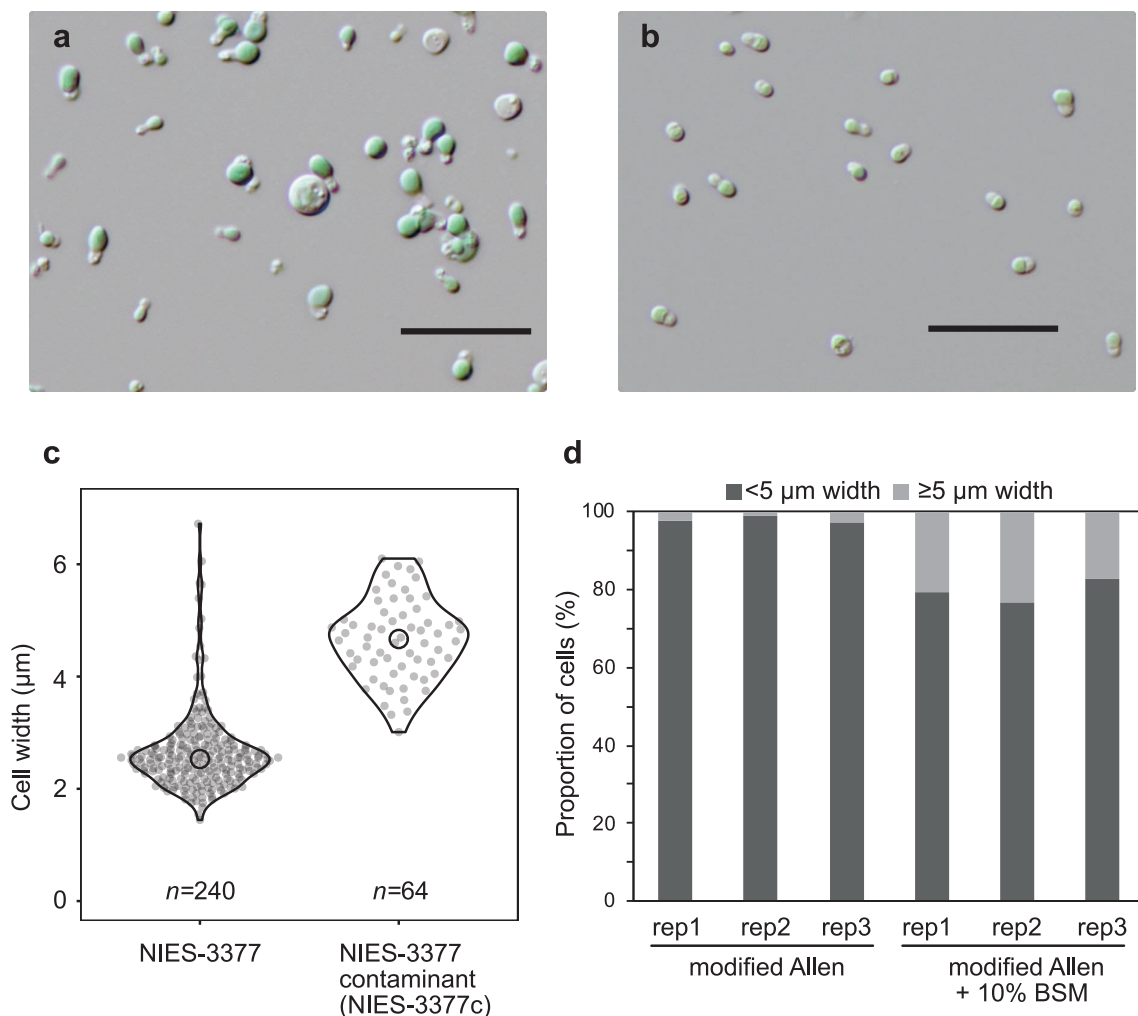 a
b
c
Cell width (µm)
6
4
2
0
n=240
n=64
NIES-3377
NIES-3377
contaminant
(NIES-3377c)
d
<5 µm width
≥5 µm width
Proportion of cells (%)
100
80
60
40
20
0
rep1 rep2 rep3 rep1 rep2 rep3
modified Allen
modified Allen
+ 10% BSM